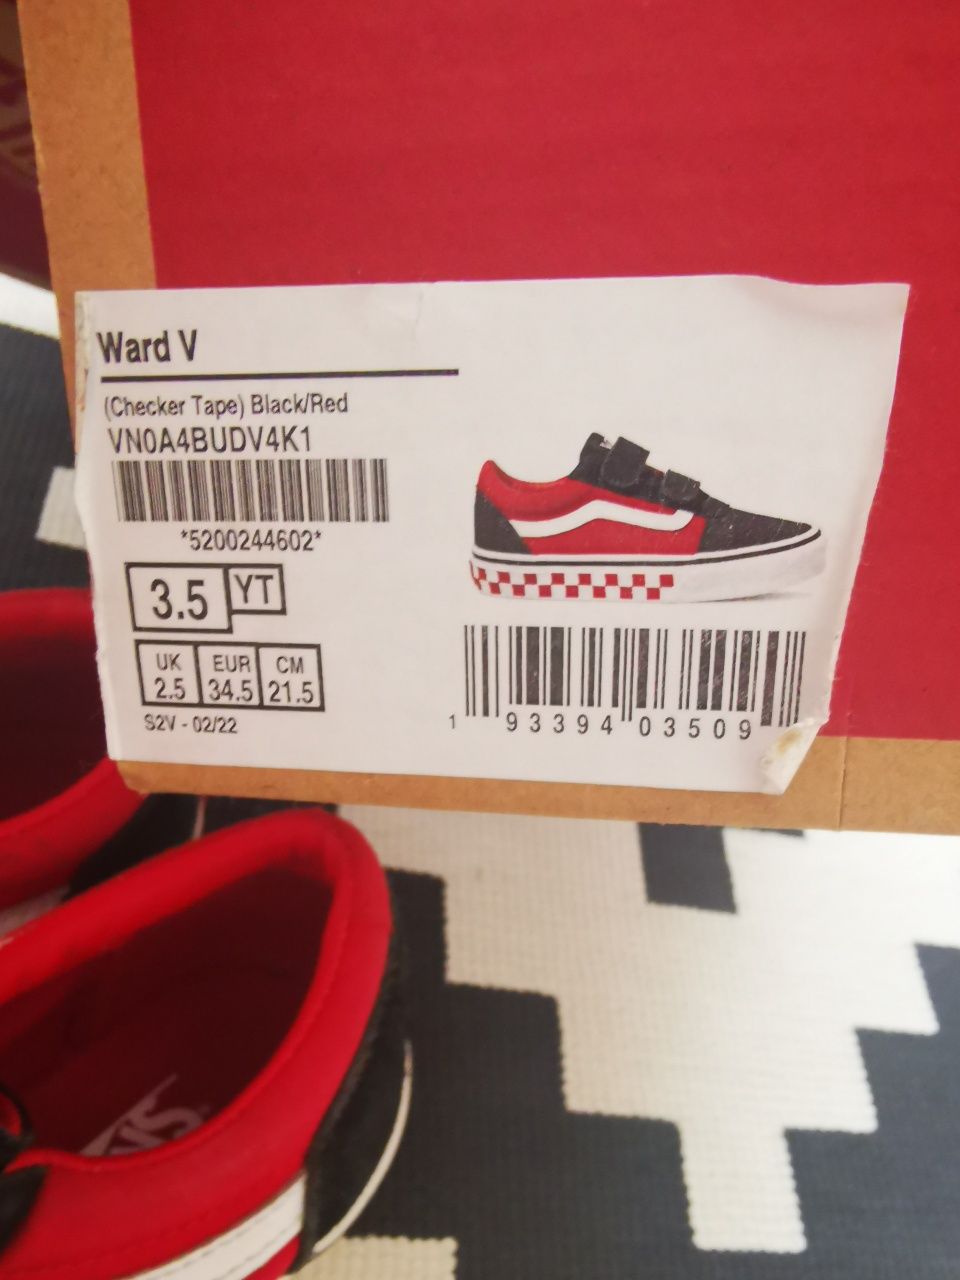 Ward V
(Checker Tape) Black/Red
VN0A4BUDV4K1
*5200244602*
3.5 YT
UK EUR CM
2.5 34.5 21.5
S2V - 02/22
1 93394 03509
VANS